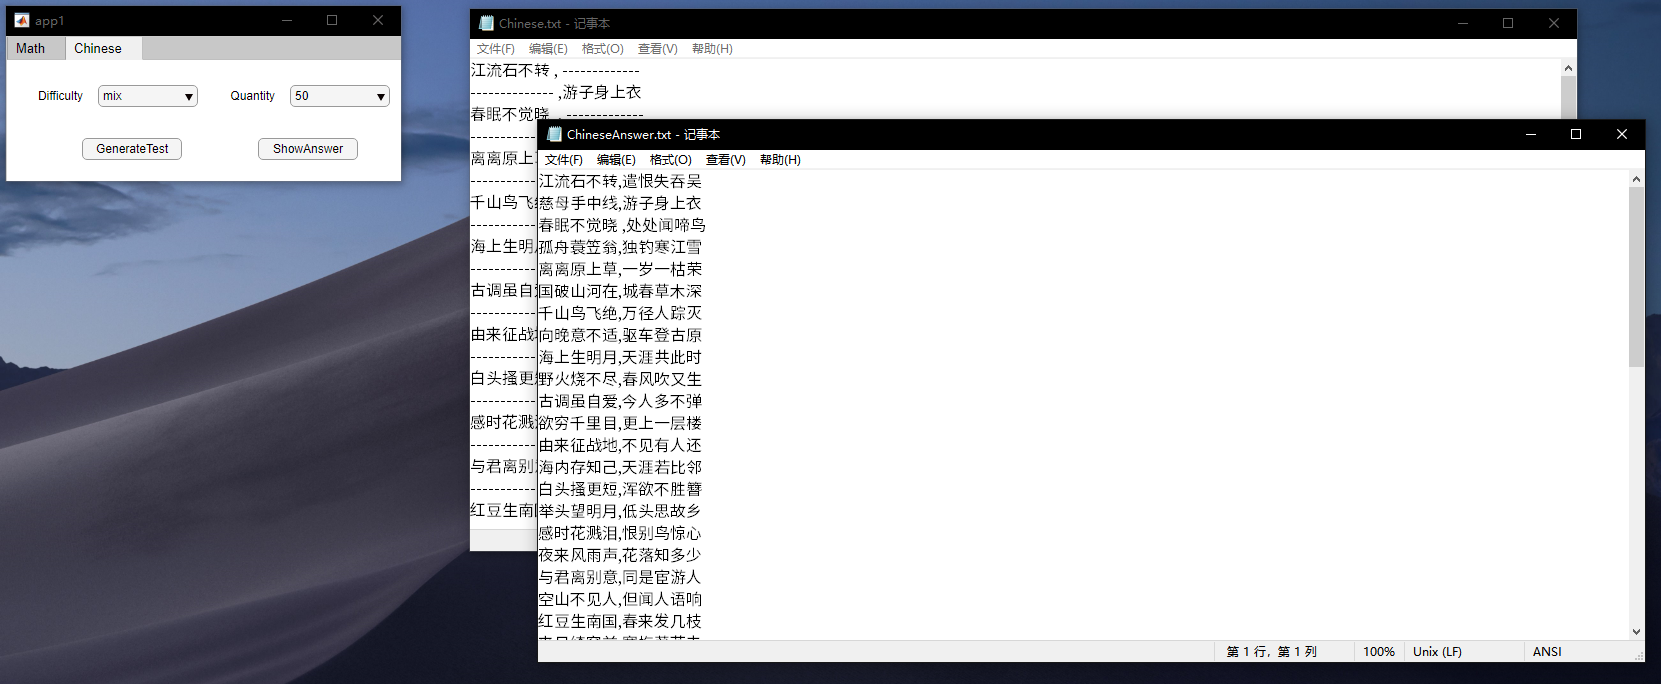 app1
Math Chinese
Difficulty mix Quantity 50
GenerateTest ShowAnswer
Chinese.txt - 记事本
文件(F) 编辑(E) 格式(O) 查看(V) 帮助(H)
江流石不转 , -------------
-------------- ,游子身上衣
春眠不觉晓 , -------------
-----------
离离原上
-----------
千山鸟飞
-----------
海上生明
-----------
古调虽自
-----------
由来征战
-----------
白头搔更
-----------
感时花溅
-----------
与君离别
-----------
红豆生南国
ChineseAnswer.txt - 记事本
文件(F) 编辑(E) 格式(O) 查看(V) 帮助(H)
江流石不转,遣恨失吞吴
慈母手中线,游子身上衣
春眠不觉晓 ,处处闻啼鸟
孤舟蓑笠翁,独钓寒江雪
离离原上草,一岁一枯荣
国破山河在,城春草木深
千山鸟飞绝,万径人踪灭
向晚意不适,驱车登古原
海上生明月,天涯共此时
野火烧不尽,春风吹又生
古调虽自爱,今人多不弹
欲穷千里目,更上一层楼
由来征战地,不见有人还
海内存知己,天涯若比邻
白头搔更短,浑欲不胜簪
举头望明月,低头思故乡
感时花溅泪,恨别鸟惊心
夜来风雨声,花落知多少
与君离别意,同是宦游人
空山不见人,但闻人语响
红豆生南国,春来发几枝
第 1 行，第 1 列 100% Unix (LF) ANSI